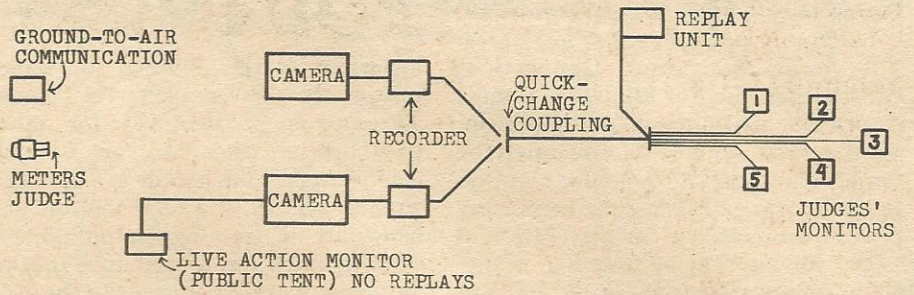 GROUND-TO-AIR
COMMUNICATION
METERS
JUDGE
CAMERA
RECORDER
CAMERA
LIVE ACTION MONITOR
(PUBLIC TENT) NO REPLAYS
QUICK-
CHANGE
COUPLING
REPLAY
UNIT
1
2
3
4
5
JUDGES'
MONITORS